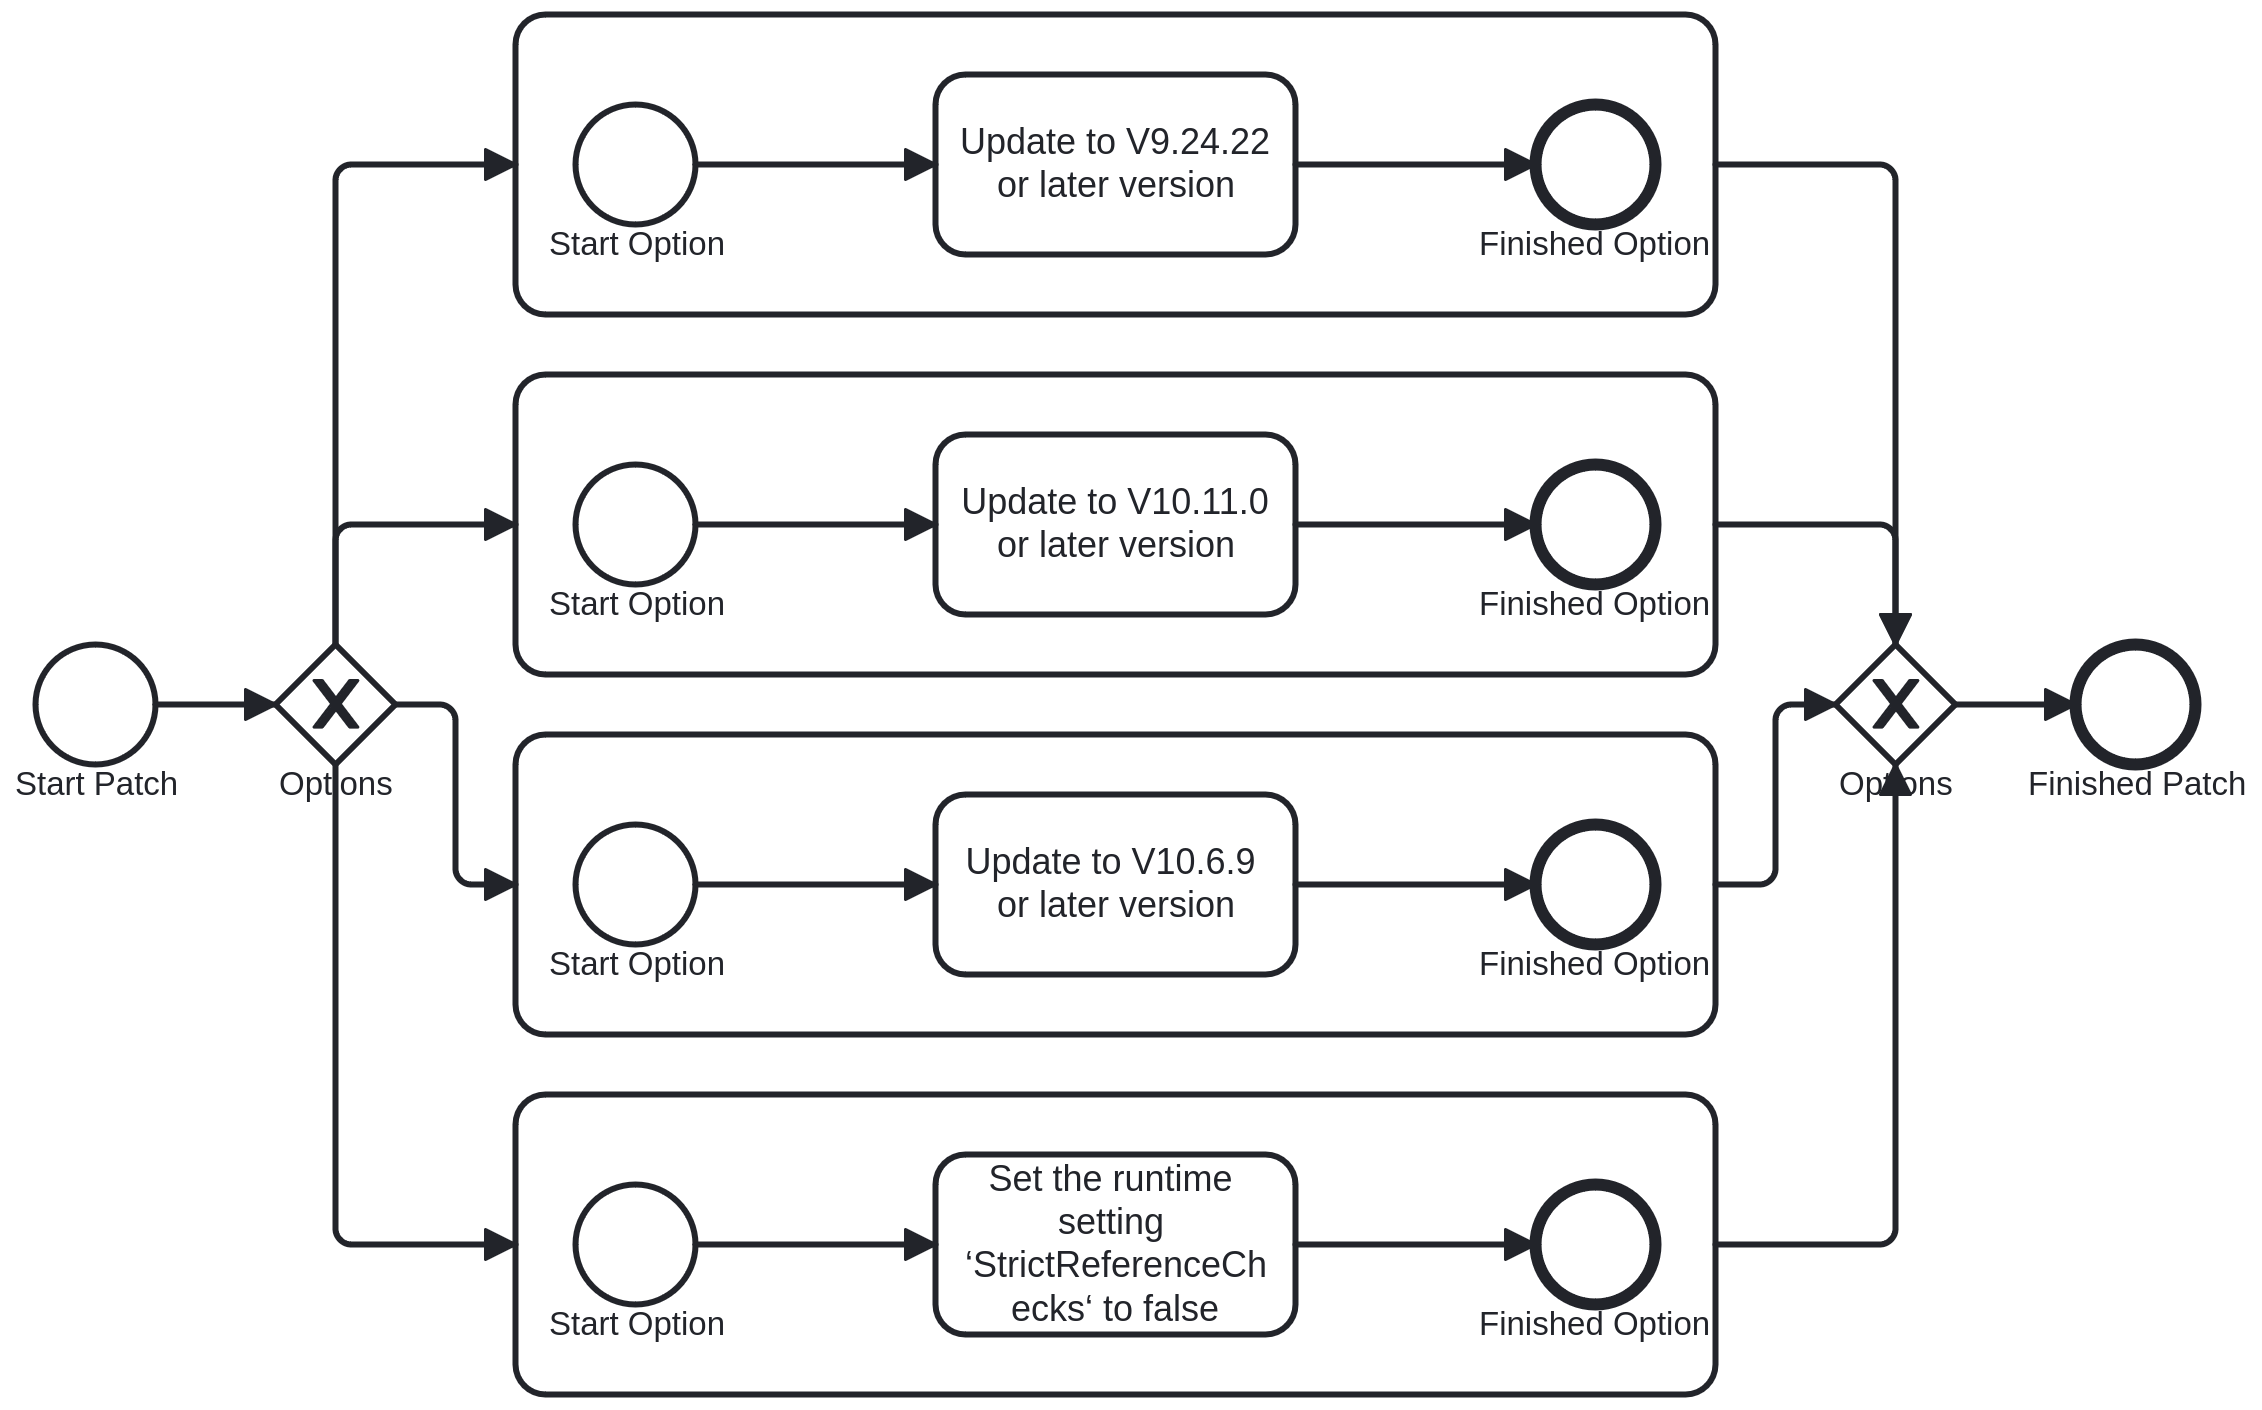 Update to V9.24.22
or later version
Start Option
Finished Option
Update to V10.11.0
or later version
Start Option
Finished Option
X
X
Start Patch
Options
Options
Finished Patch
Update to V10.6.9
or later version
Start Option
Finished Option
Set the runtime
setting
‘StrictReferenceCh
ecks‘ to false
Start Option
Finished Option